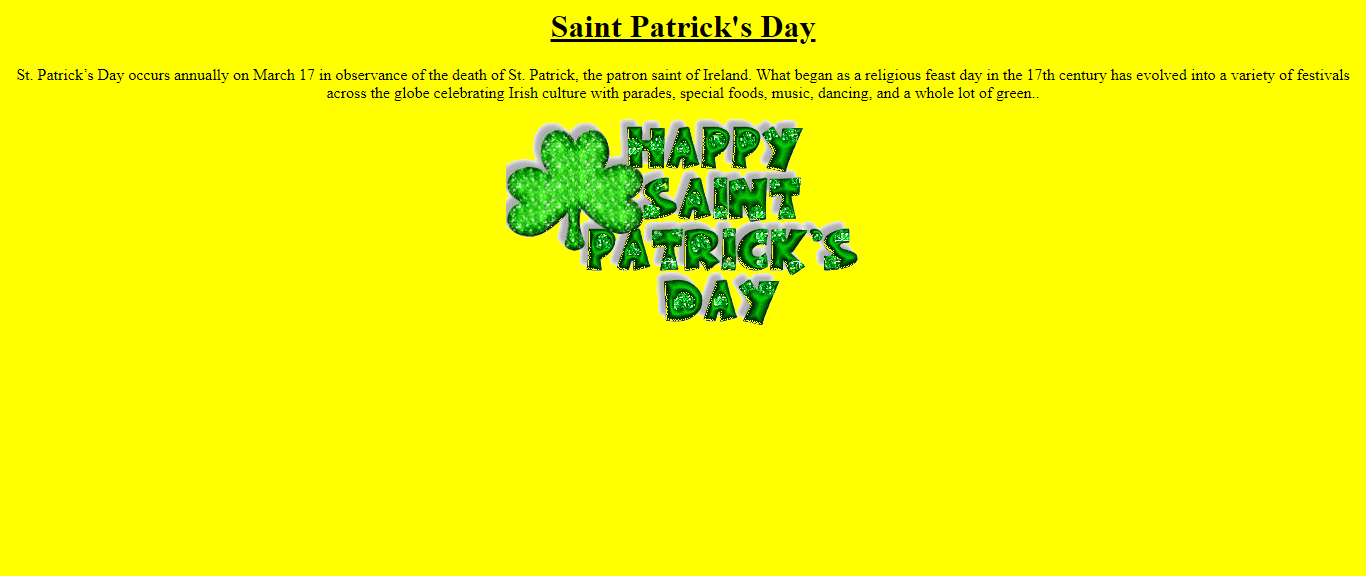 Saint Patrick's Day
St. Patrick’s Day occurs annually on March 17 in observance of the death of St. Patrick, the patron saint of Ireland. What began as a religious feast day in the 17th century has evolved into a variety of festivals
across the globe celebrating Irish culture with parades, special foods, music, dancing, and a whole lot of green..
HAPPY
SAINT
PATRICK'S
DAY